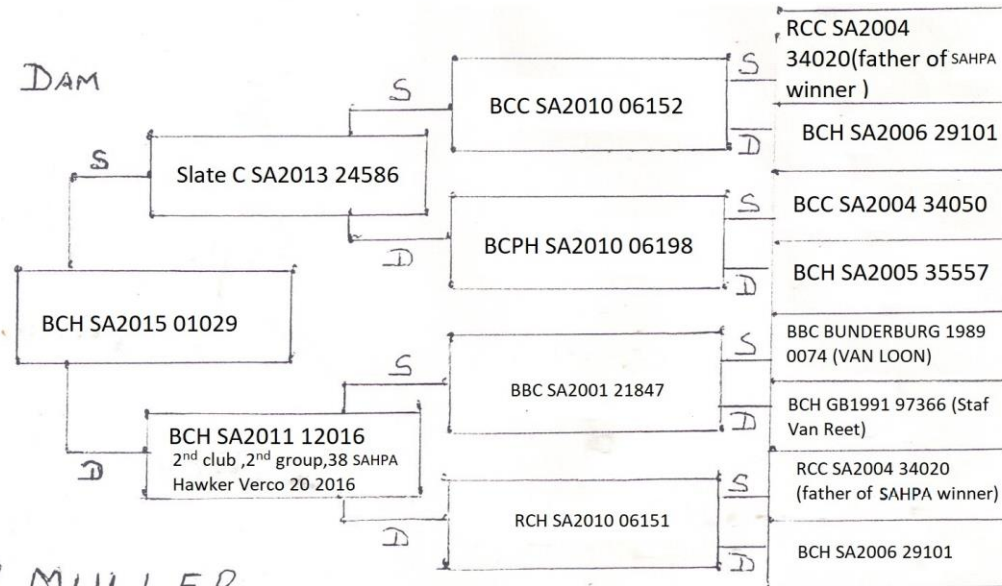 DAM
RCC SA2004
34020(father of SAHPA
winner )
S
BCC SA2010 06152
S
D
BCH SA2006 29101
S
Slate C SA2013 24586
D
BCPH SA2010 06198
S
BCC SA2004 34050
D
BCH SA2005 35557
BCH SA2015 01029
D
BCH SA2011 12016
2nd club ,2nd group,38 SAHPA
Hawker Verco 20 2016
S
BBC SA2001 21847
S
BBC BUNDERBURG 1989
0074 (VAN LOON)
D
BCH GB1991 97366 (Staf
Van Reet)
D
RCH SA2010 06151
S
RCC SA2004 34020
(father of SAHPA winner)
D
BCH SA2006 29101